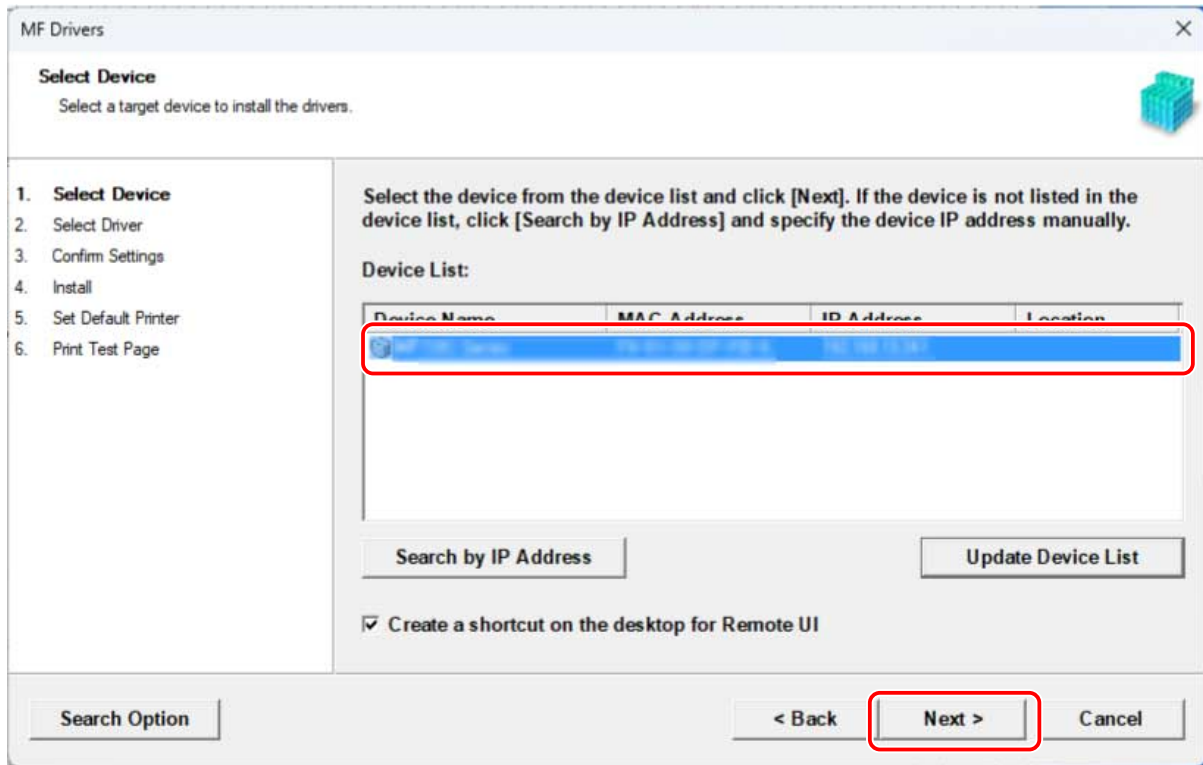 MF Drivers
Select Device
Select a target device to install the drivers.
1. Select Device
2. Select Driver
3. Confirm Settings
4. Install
5. Set Default Printer
6. Print Test Page
Select the device from the device list and click [Next]. If the device is not listed in the
device list, click [Search by IP Address] and specify the device IP address manually.
Device List:
Device Name MAC Address IP Address Location
Search by IP Address Update Device List
Create a shortcut on the desktop for Remote UI
Search Option < Back Next > Cancel